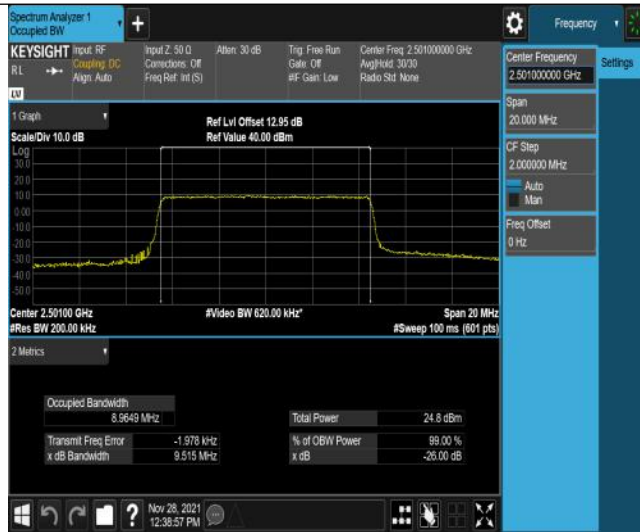 Spectrum Analyzer 1
Occupied BW
+
Frequency
KEYSIGHT
RL
LV
Input: RF
Coupling: DC
Align: Auto
Input Z: 50 Ω
Corrections: Off
Freq Ref: Int (S)
Atten: 30 dB
Trig: Free Run
Gate: Off
#IF Gain: Low
Center Freq: 2.501000000 GHz
Avg|Hold: 30/30
Radio Std: None
Center Frequency
2.501000000 GHz
Settings
Span
20.000 MHz
CF Step
2.000000 MHz
Auto
Man
Freq Offset
0 Hz
1 Graph
Scale/Div 10.0 dB
Ref Lvl Offset 12.95 dB
Ref Value 40.00 dBm
Log
30.0
20.0
10.0
0.00
-10.0
-20.0
-30.0
-40.0
-50.0
Center 2.50100 GHz
#Res BW 200.00 kHz
#Video BW 620.00 kHz*
Span 20 MHz
#Sweep 100 ms (601 pts)
2 Metrics
Occupied Bandwidth
8.9649 MHz
Transmit Freq Error -1.978 kHz
x dB Bandwidth 9.515 MHz
Total Power 24.8 dBm
% of OBW Power 99.00 %
x dB -26.00 dB
?
Nov 28, 2021
12:38:57 PM